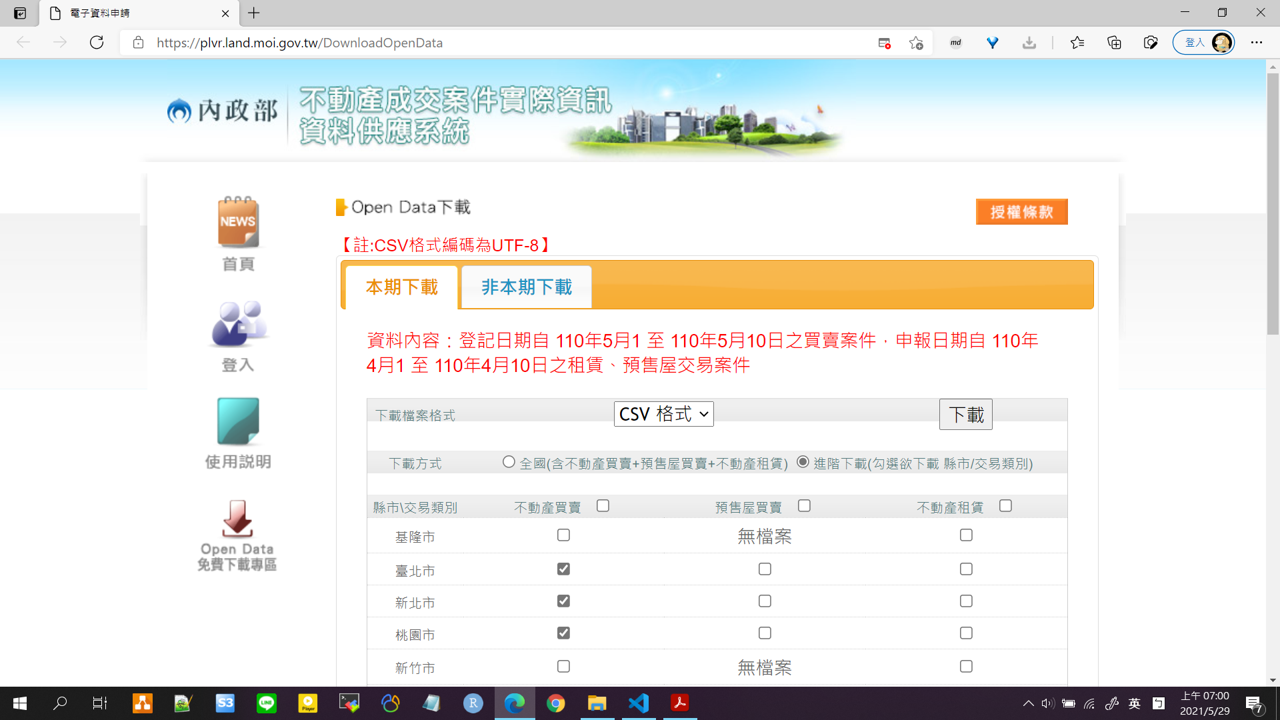 電子資料申請
https://plvr.land.moi.gov.tw/DownloadOpenData
md
登入
內政部
不動產成交案件實際資訊
資料供應系統
NEWS
首頁
登入
使用說明
Open Data
免費下載專區
Open Data下載
授權條款
【註:CSV格式編碼為UTF-8】
本期下載
非本期下載
資料內容：登記日期自 110年5月1 至 110年5月10日之買賣案件，申報日期自 110年
4月1 至 110年4月10日之租賃、預售屋交易案件
下載檔案格式 CSV 格式 下載
下載方式 全國(含不動產買賣+預售屋買賣+不動產租賃) 進階下載(勾選欲下載 縣市/交易類別)
縣市\交易類別 不動產買賣 預售屋買賣 不動產租賃
基隆市 無檔案
臺北市
新北市
桃園市
新竹市 無檔案
S3
LINE
Player
R
英
上午 07:00
2021/5/29
7